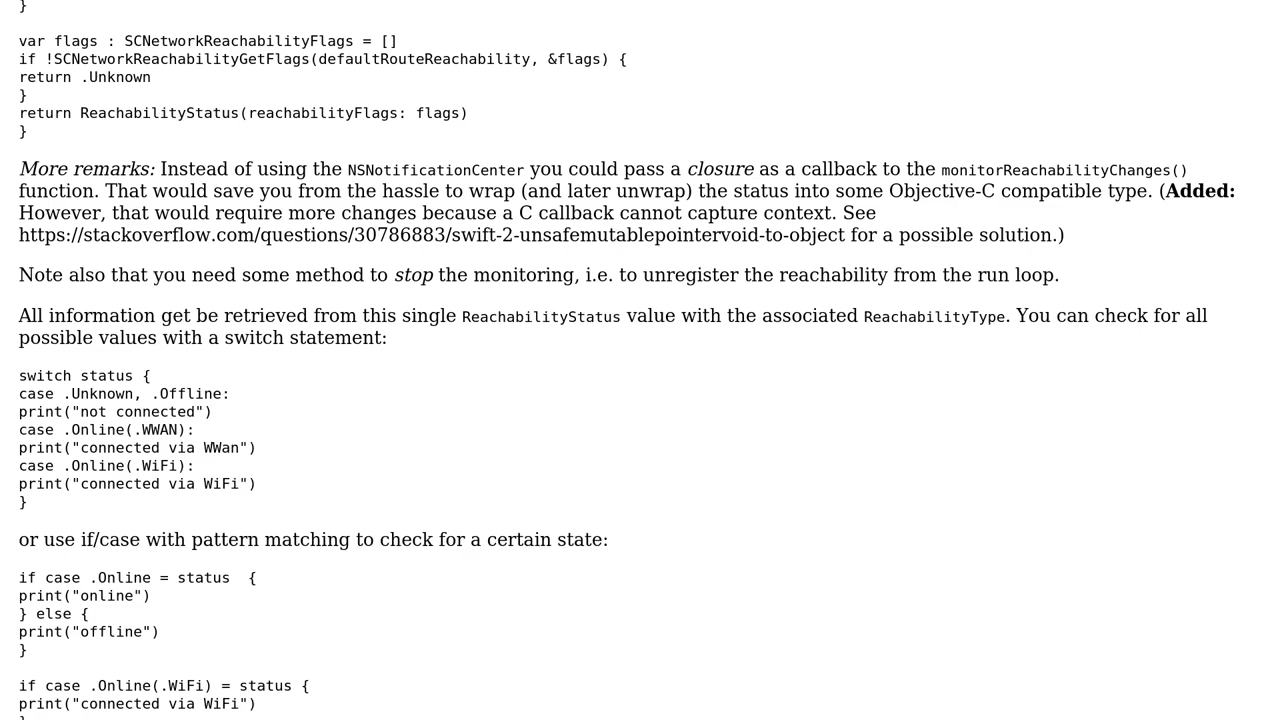 }
var flags : SCNetworkReachabilityFlags = []
if !SCNetworkReachabilityGetFlags(defaultRouteReachability, &flags) {
return .Unknown
}
return ReachabilityStatus(reachabilityFlags: flags)
}
More remarks: Instead of using the NSNotificationCenter you could pass a closure as a callback to the monitorReachabilityChanges()
function. That would save you from the hassle to wrap (and later unwrap) the status into some Objective-C compatible type. (Added:
However, that would require more changes because a C callback cannot capture context. See
https://stackoverflow.com/questions/30786883/swift-2-unsafemutablepointervoid-to-object for a possible solution.)
Note also that you need some method to stop the monitoring, i.e. to unregister the reachability from the run loop.
All information get be retrieved from this single ReachabilityStatus value with the associated ReachabilityType. You can check for all
possible values with a switch statement:
switch status {
case .Unknown, .Offline:
print("not connected")
case .Online(.WWAN):
print("connected via WWan")
case .Online(.WiFi):
print("connected via WiFi")
}
or use if/case with pattern matching to check for a certain state:
if case .Online = status  {
print("online")
} else {
print("offline")
}
if case .Online(.WiFi) = status {
print("connected via WiFi")
}